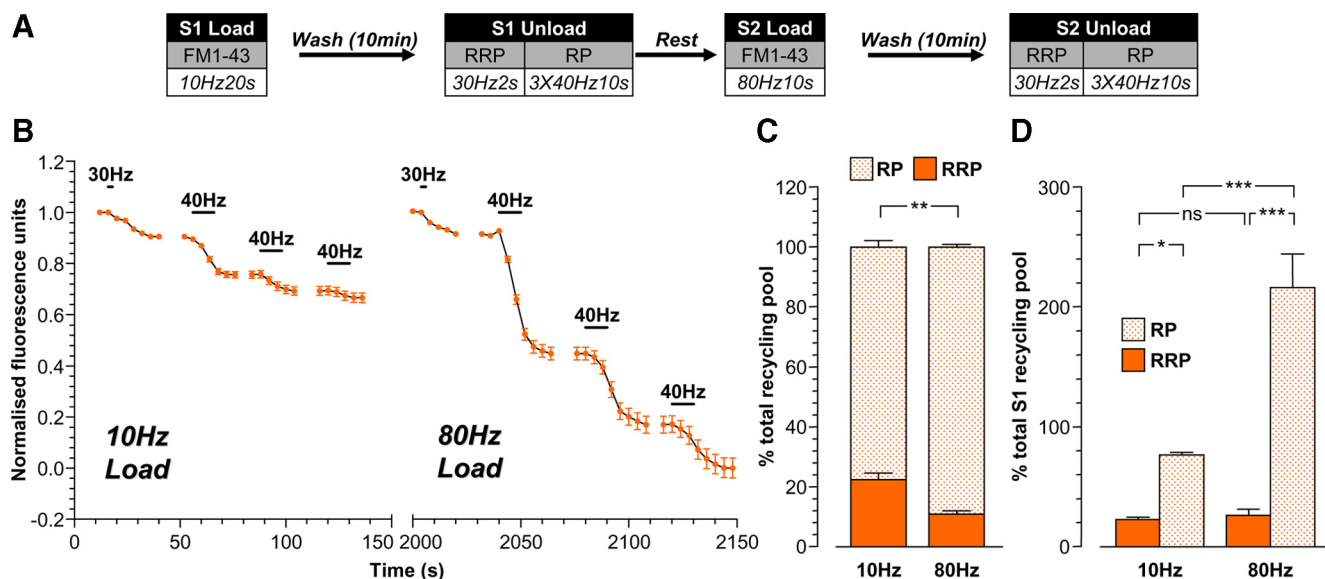 A
S1 Load
FM1-43
10Hz20s
Wash (10min)
S1 Unload
RRP RP
30Hz2s 3X40Hz10s
Rest
S2 Load
FM1-43
80Hz10s
Wash (10min)
S2 Unload
RRP RP
30Hz2s 3X40Hz10s
B
Normalised fluorescence units
1.2
1.0
0.8
0.6
0.4
0.2
0.0
-0.2
30Hz
40Hz
40Hz
40Hz
10Hz
Load
30Hz
40Hz
40Hz
40Hz
80Hz
Load
0 50 100 150 2000 2050 2100 2150
Time (s)
C
RP RRP
% total recycling pool
120
100
80
60
40
20
0
**
10Hz 80Hz
D
% total S1 recycling pool
300
200
100
0
***
ns ***
*
RP
RRP
10Hz 80Hz